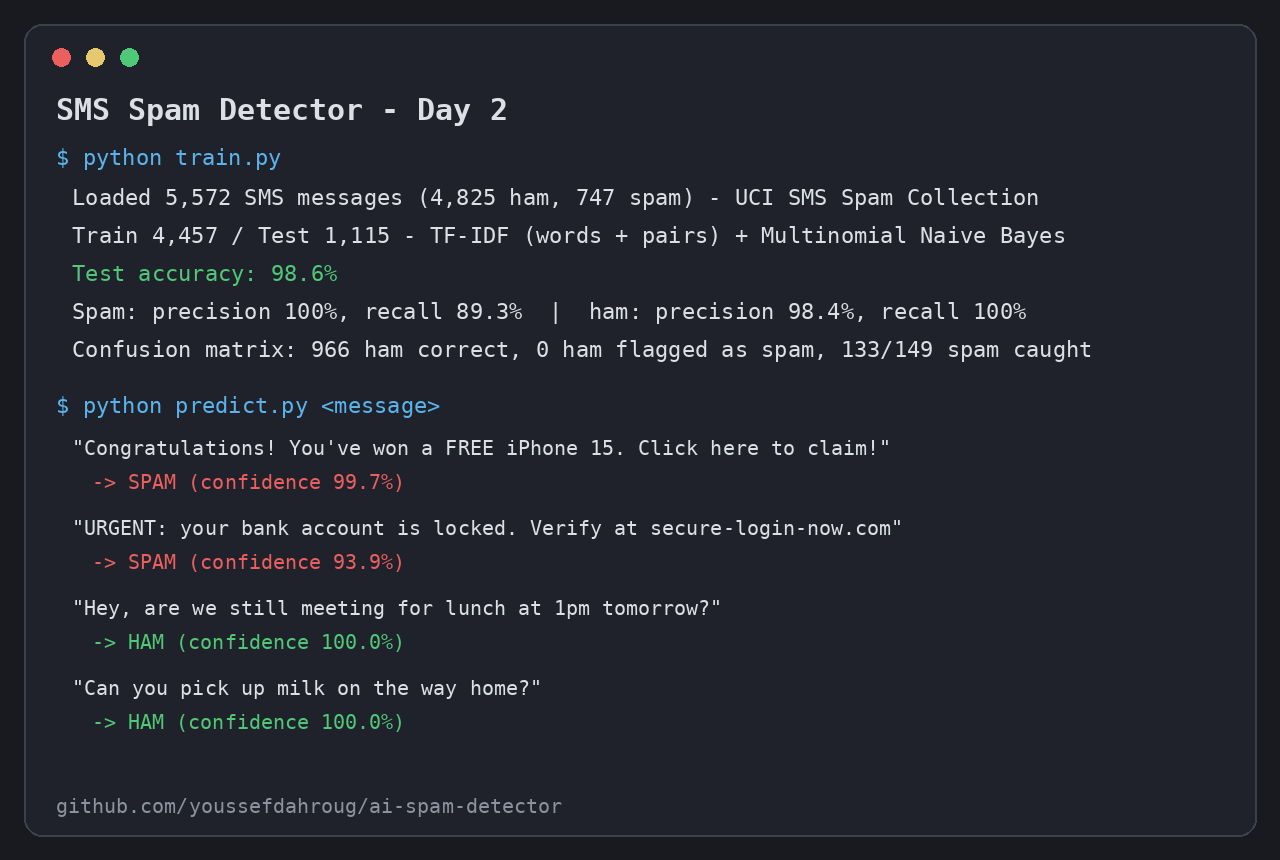 SMS Spam Detector - Day 2
$ python train.py
Loaded 5,572 SMS messages (4,825 ham, 747 spam) - UCI SMS Spam Collection
Train 4,457 / Test 1,115 - TF-IDF (words + pairs) + Multinomial Naive Bayes
Test accuracy: 98.6%
Spam: precision 100%, recall 89.3%  |  ham: precision 98.4%, recall 100%
Confusion matrix: 966 ham correct, 0 ham flagged as spam, 133/149 spam caught
$ python predict.py <message>
"Congratulations! You've won a FREE iPhone 15. Click here to claim!"
-> SPAM (confidence 99.7%)
"URGENT: your bank account is locked. Verify at secure-login-now.com"
-> SPAM (confidence 93.9%)
"Hey, are we still meeting for lunch at 1pm tomorrow?"
-> HAM (confidence 100.0%)
"Can you pick up milk on the way home?"
-> HAM (confidence 100.0%)
github.com/youssefdahroug/ai-spam-detector